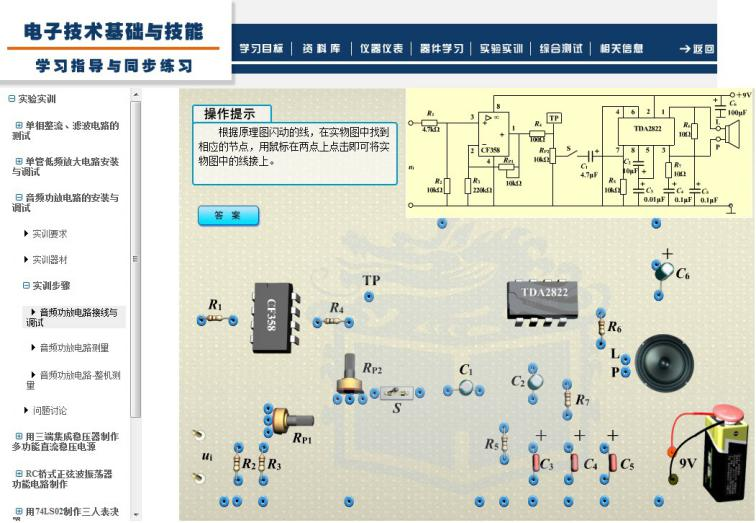 电子技术基础与技能
学习指导与同步练习
学习目标 | 资料库 | 仪器仪表 | 器件学习 | 实验实训 | 综合测试 | 相关信息
返回
实验实训
单相整流、滤波电路的
测试
单管低频放大电路安装
与调试
音频功放电路的安装与
调试
实训要求
实训器材
实训步骤
音频功放电路接线与
调试
音频功放电路测量
音频功放电路-整机测
量
问题讨论
用三端集成稳压器制作
多功能直流稳压电源
RC桥式正弦波振荡器
功能电路制作
用74LS02制作三人表决
操作提示
根据原理图闪动的线，在实物图中找到
相应的节点，用鼠标在两点上点击即可将实
物图中的线接上。
答案
R1
4.7kΩ
8
3
1
2
4
CF358
R4
100Ω
TP
RP2
10kΩ
S
C1
4.7μF
RP1
10kΩ
R2
10kΩ
R3
220kΩ
ui
4 6 2 1
TDA2822
7 8 5 3
R5
10kΩ
C2
10μF
C3
0.01μF
R7
10Ω
C4
0.1μF
C5
0.1μF
R6
10Ω
L
P
+9V
C6
100μF
R1
CF358
R4
TP
TDA2822
C6
R6
L
P
RP2
S
C1
C2
R7
RP1
ui
R2
R3
R5
C3
C4
C5
9V